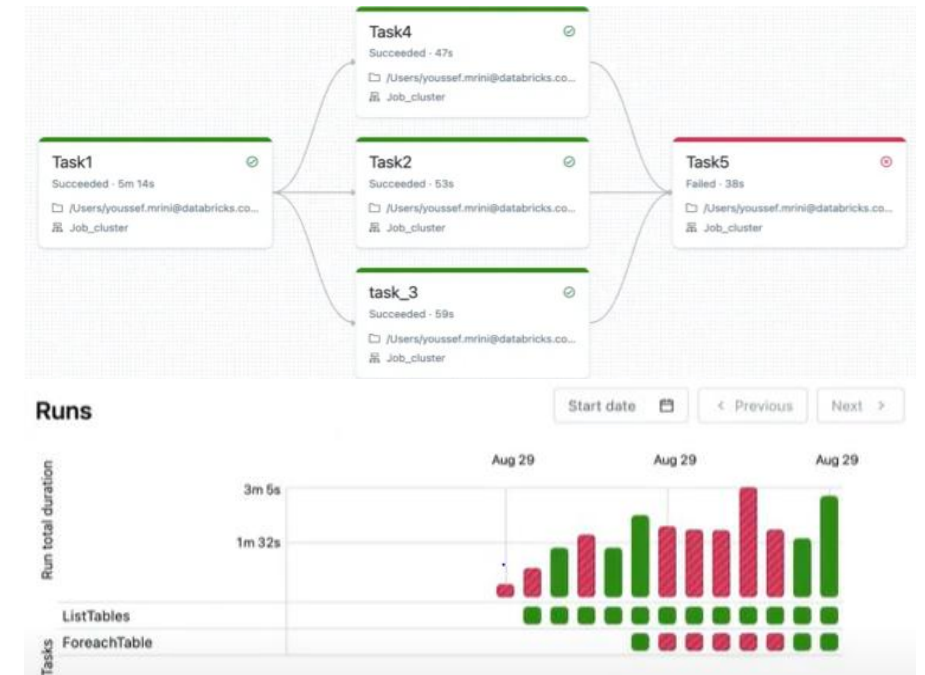 Task4
Succeeded - 47s
/Users/youssef.mrini@databricks.co...
Job_cluster
Task1
Succeeded - 5m 14s
/Users/youssef.mrini@databricks.co...
Job_cluster
Task2
Succeeded - 53s
/Users/youssef.mrini@databricks.co...
Job_cluster
Task5
Failed - 38s
/Users/youssef.mrini@databricks.co...
Job_cluster
task_3
Succeeded - 59s
/Users/youssef.mrini@databricks.co...
Job_cluster
Runs
Start date
< Previous
Next >
Run total duration
Aug 29 Aug 29 Aug 29
3m 5s
1m 32s
Tasks
ListTables
ForeachTable